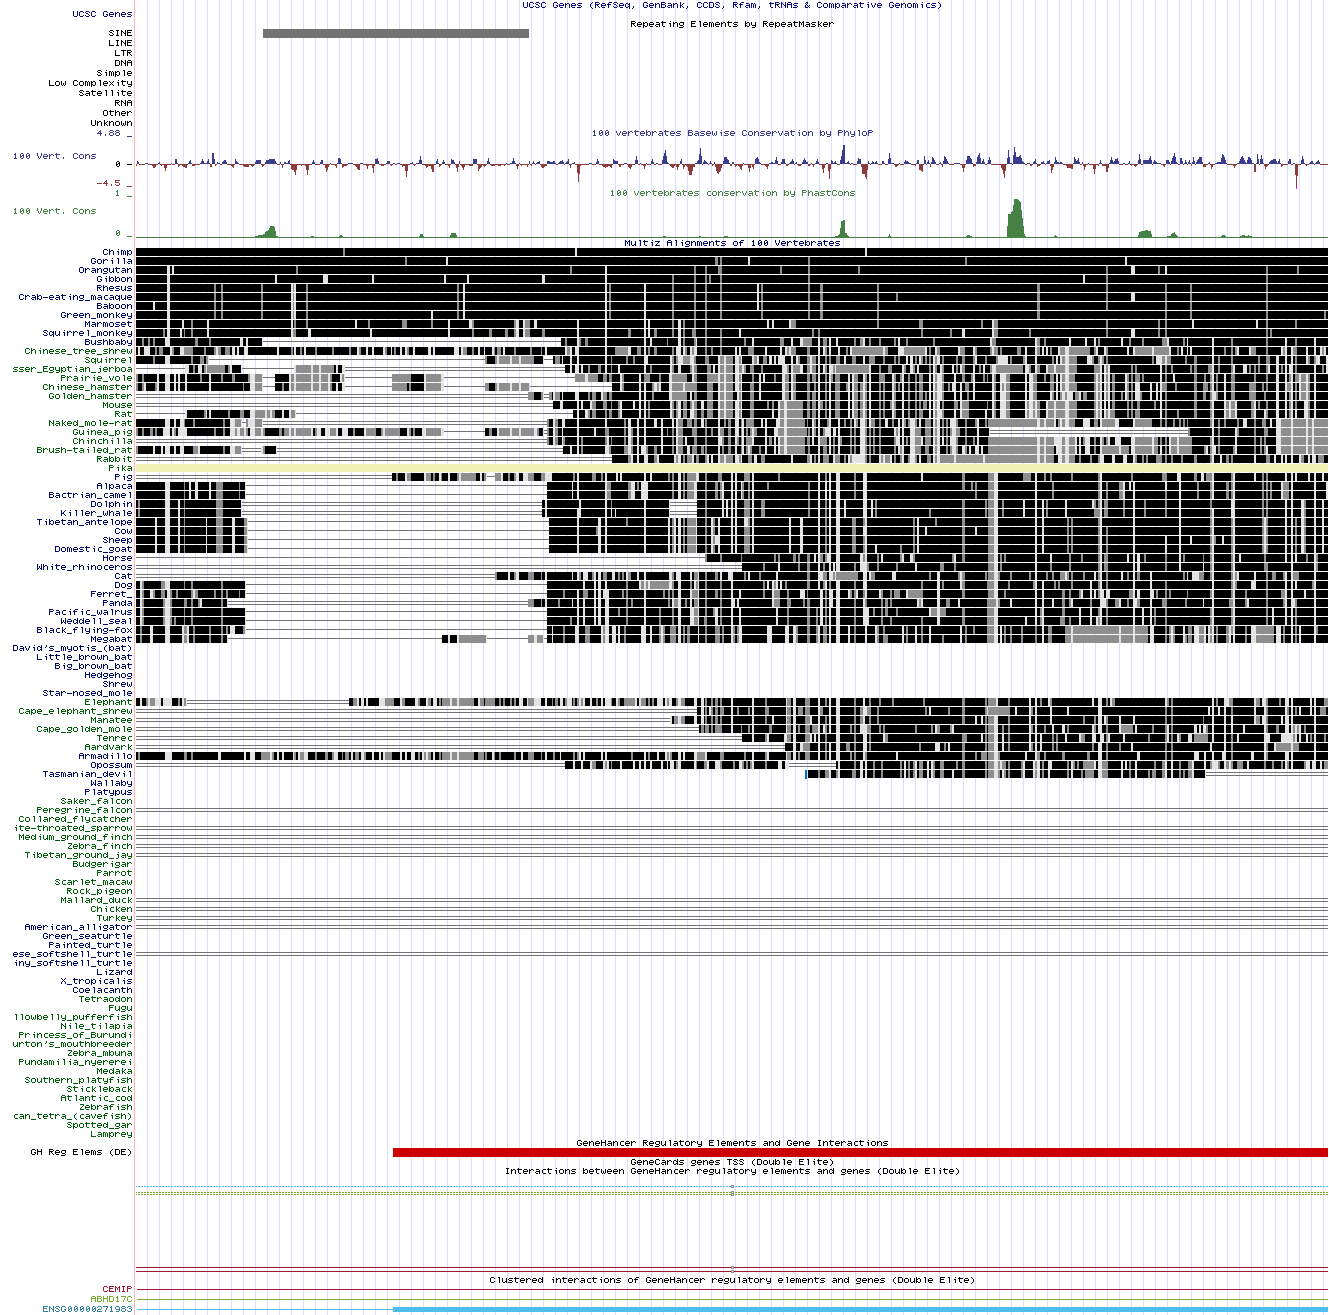 UCSC Genes (RefSeq, GenBank, CCDS, Rfam, tRNAs & Comparative Genomics)
UCSC Genes
Repeating Elements by RepeatMasker
SINE
LINE
LTR
DNA
Simple
Low Complexity
Satellite
RNA
Other
Unknown
4.88 _
100 vertebrates Basewise Conservation by PhyloP
100 Vert. Cons
0 -
-4.5 _
1 _
100 vertebrates conservation by PhastCons
100 Vert. Cons
0 _
Multiz Alignments of 100 Vertebrates
Chimp
Gorilla
Orangutan
Gibbon
Rhesus
Crab-eating_macaque
Baboon
Green_monkey
Marmoset
Squirrel_monkey
Bushbaby
Chinese_tree_shrew
Squirrel
sser_Egyptian_jerboa
Prairie_vole
Chinese_hamster
Golden_hamster
Mouse
Rat
Naked_mole-rat
Guinea_pig
Chinchilla
Brush-tailed_rat
Rabbit
Pika
Pig
Alpaca
Bactrian_camel
Dolphin
Killer_whale
Tibetan_antelope
Cow
Sheep
Domestic_goat
Horse
White_rhinoceros
Cat
Dog
Ferret_
Panda
Pacific_walrus
Weddell_seal
Black_flying-fox
Megabat
David's_myotis_(bat)
Little_brown_bat
Big_brown_bat
Hedgehog
Shrew
Star-nosed_mole
Elephant
Cape_elephant_shrew
Manatee
Cape_golden_mole
Tenrec
Aardvark
Armadillo
Opossum
Tasmanian_devil
Wallaby
Platypus
Saker_falcon
Peregrine_falcon
Collared_flycatcher
ite-throated_sparrow
Medium_ground_finch
Zebra_finch
Tibetan_ground_jay
Budgerigar
Parrot
Scarlet_macaw
Rock_pigeon
Mallard_duck
Chicken
Turkey
American_alligator
Green_seaturtle
Painted_turtle
ese_softshell_turtle
iny_softshell_turtle
Lizard
X_tropicalis
Coelacanth
Tetraodon
Fugu
llowbelly_pufferfish
Nile_tilapia
Princess_of_Burundi
urton's_mouthbreeder
Zebra_mbuna
Pundamilia_nyererei
Medaka
Southern_platyfish
Stickleback
Atlantic_cod
Zebrafish
can_tetra_(cavefish)
Spotted_gar
Lamprey
GeneHancer Regulatory Elements and Gene Interactions
GH Reg Elems (DE)
GeneCards genes TSS (Double Elite)
Interactions between GeneHancer regulatory elements and genes (Double Elite)
Clustered interactions of GeneHancer regulatory elements and genes (Double Elite)
CEMIP
ABHD17C
ENSG00000271983